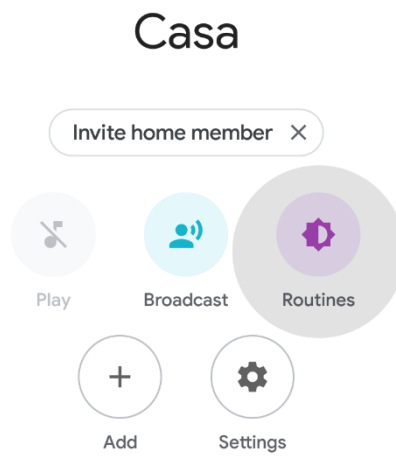 Casa
Invite home member
Play
Broadcast
Routines
Add
Settings